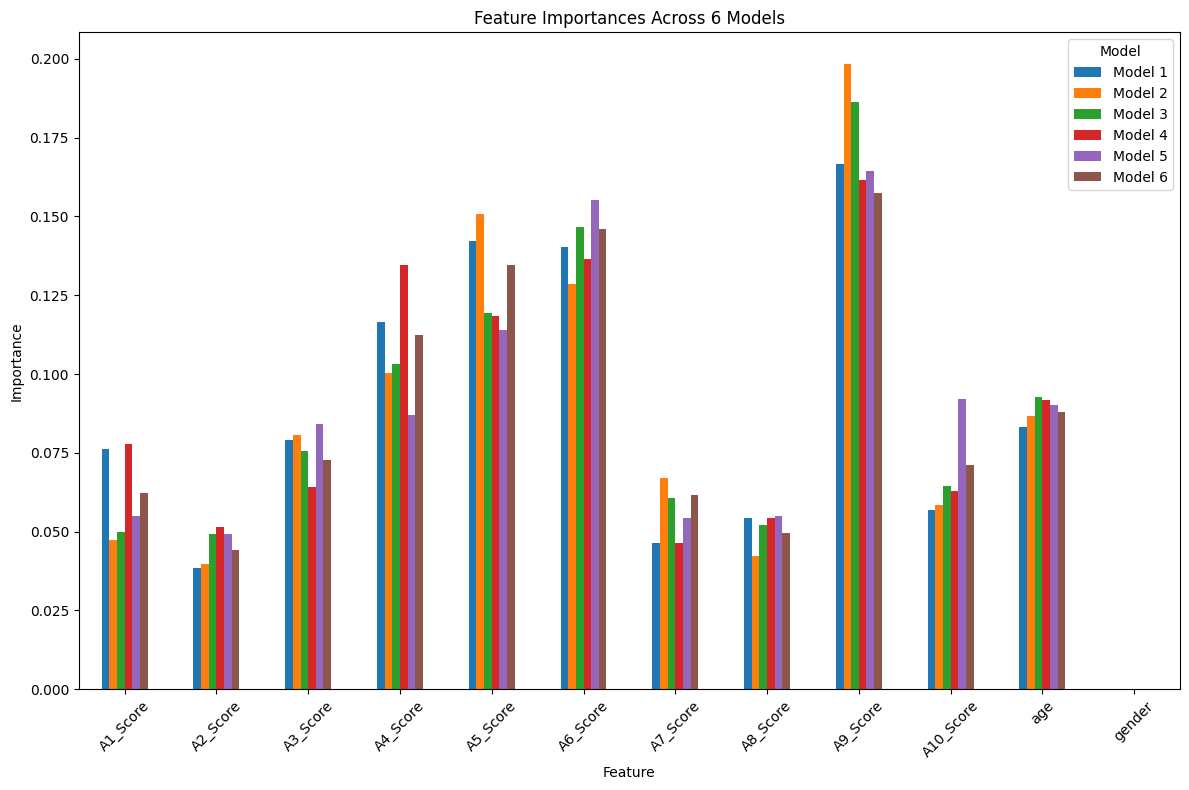 Feature Importances Across 6 Models
Model
Model 1
Model 2
Model 3
Model 4
Model 5
Model 6
Importance
0.200
0.175
0.150
0.125
0.100
0.075
0.050
0.025
0.000
A1_Score
A2_Score
A3_Score
A4_Score
A5_Score
A6_Score
A7_Score
A8_Score
A9_Score
A10_Score
age
gender
Feature